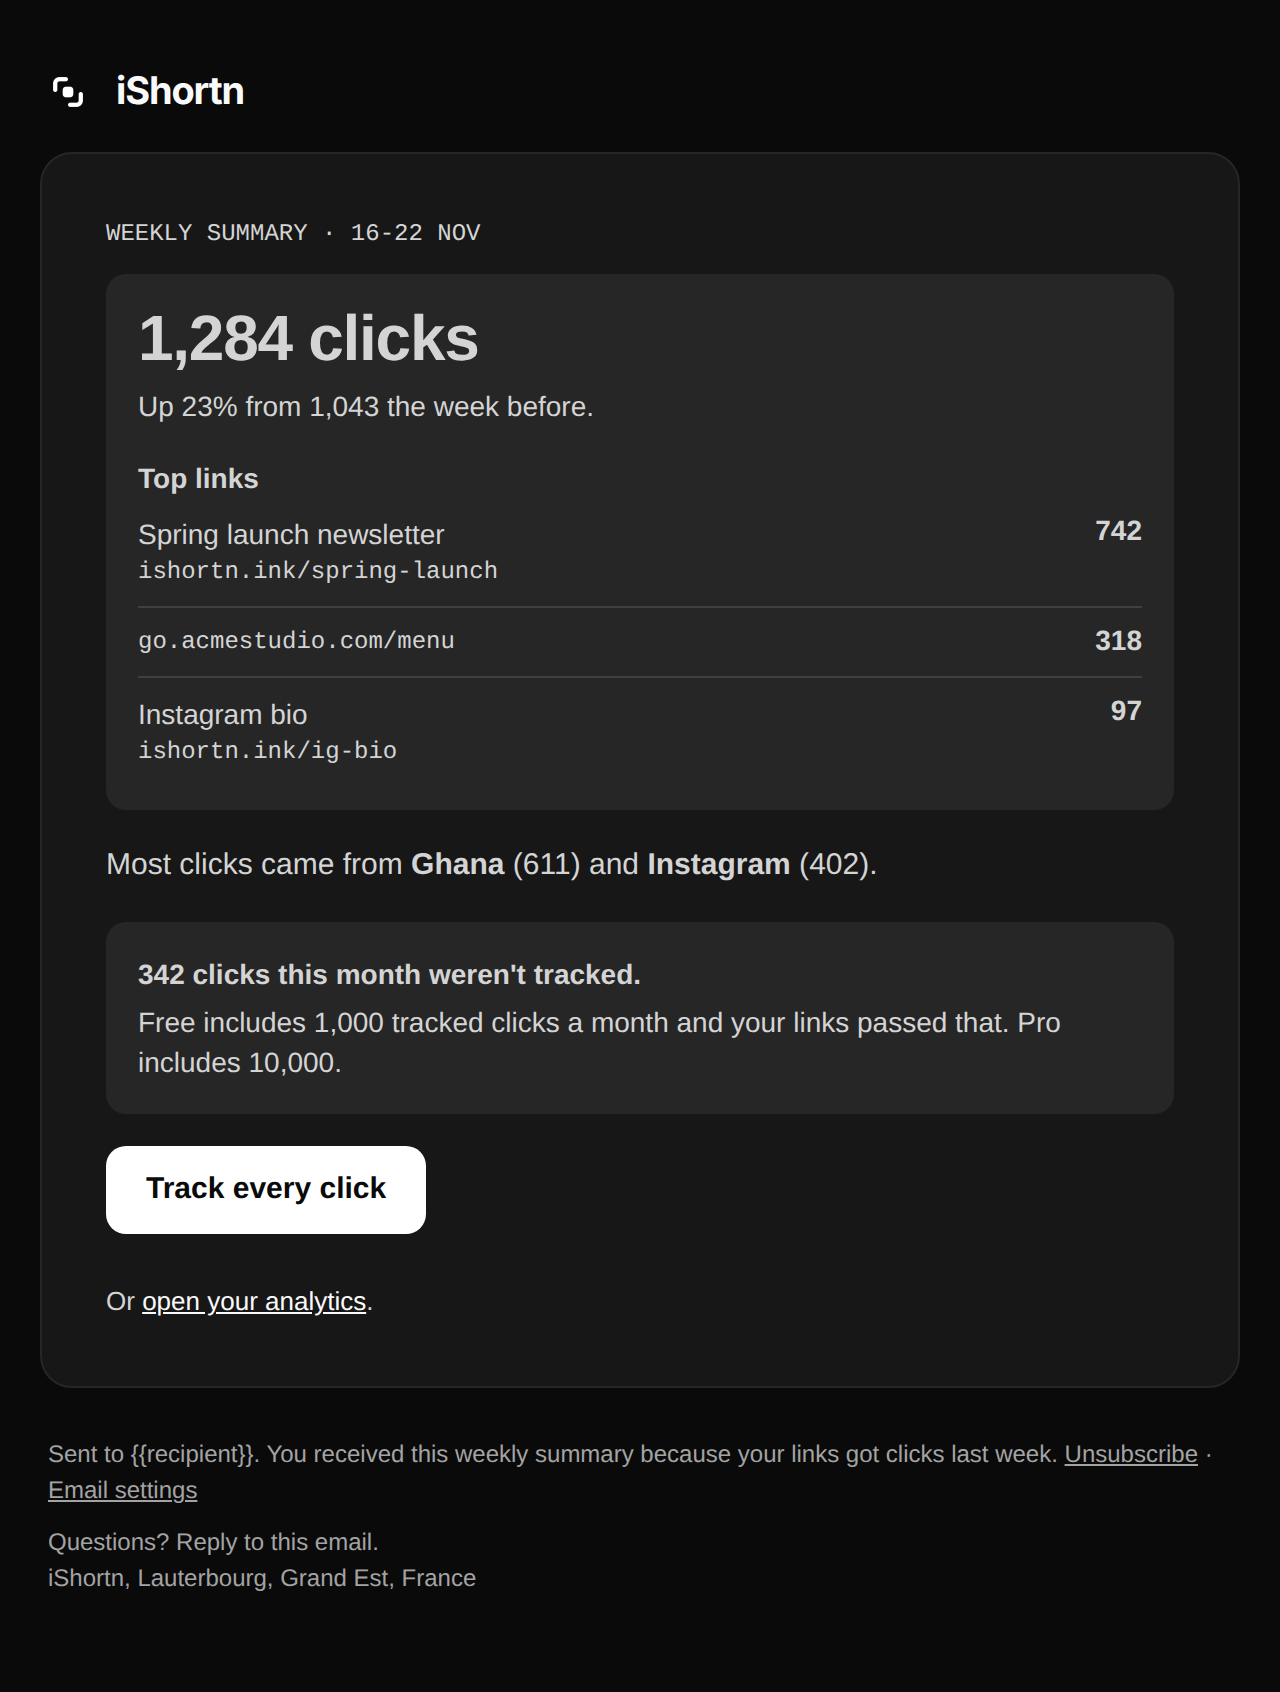 iShortn
WEEKLY SUMMARY · 16-22 NOV
1,284 clicks
Up 23% from 1,043 the week before.
Top links
Spring launch newsletter 742
ishortn.ink/spring-launch
go.acmestudio.com/menu 318
Instagram bio 97
ishortn.ink/ig-bio
Most clicks came from Ghana (611) and Instagram (402).
342 clicks this month weren't tracked.
Free includes 1,000 tracked clicks a month and your links passed that. Pro
includes 10,000.
Track every click
Or open your analytics.
Sent to {{recipient}}. You received this weekly summary because your links got clicks last week. Unsubscribe ·
Email settings
Questions? Reply to this email.
iShortn, Lauterbourg, Grand Est, France